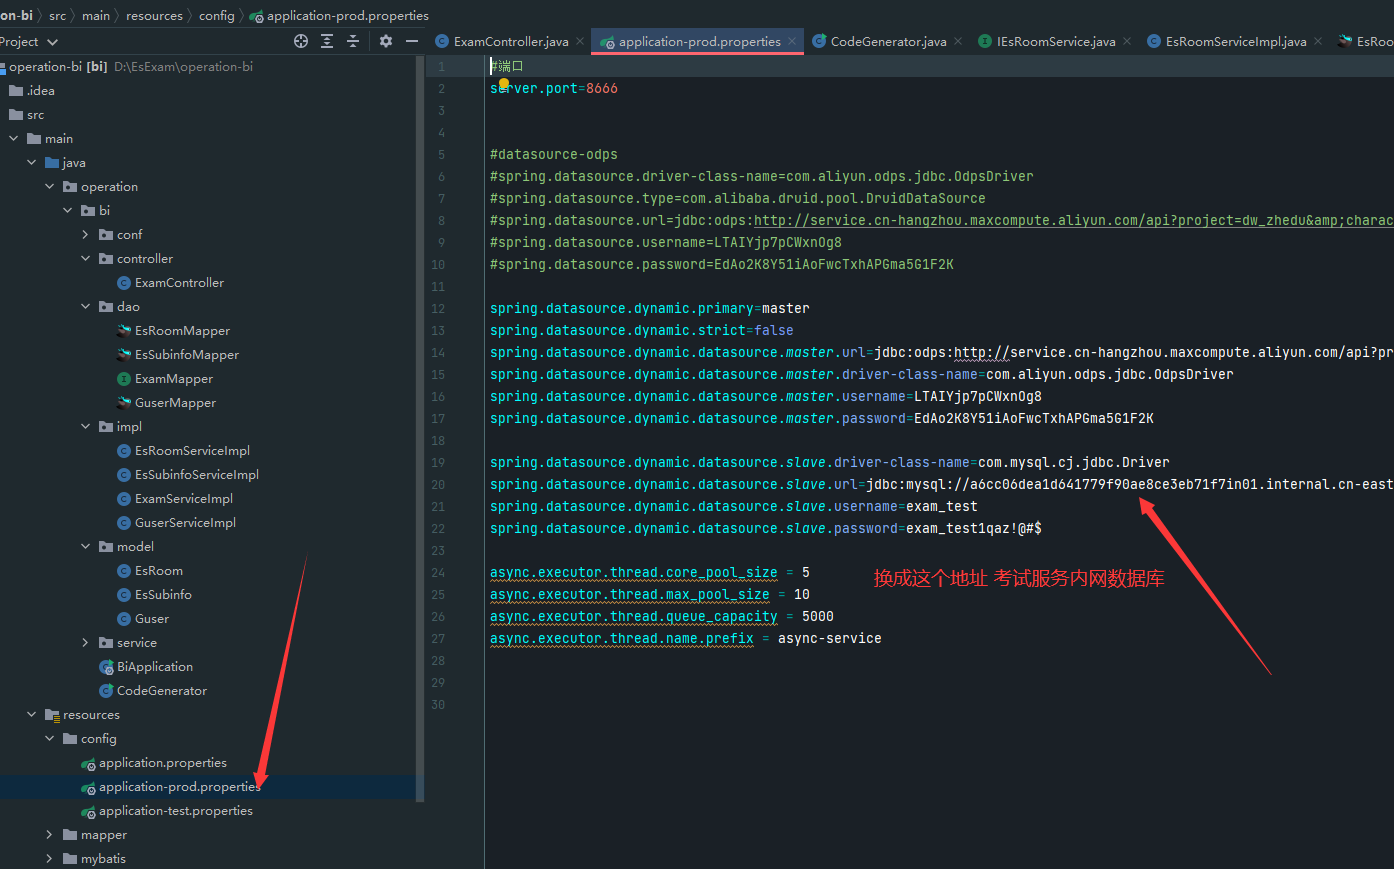 on-bi 〉 src 〉 main 〉 resources 〉 config 〉 application-prod.properties
Project
ExamController.java × application-prod.properties × CodeGenerator.java × IEsRoomService.java × EsRoomServiceImpl.java × EsRoo
operation-bi [bi] D:\EsExam\operation-bi
.idea
src
main
java
operation
bi
conf
controller
ExamController
dao
EsRoomMapper
EsSubinfoMapper
ExamMapper
GuserMapper
impl
EsRoomServiceImpl
EsSubinfoServiceImpl
ExamServiceImpl
GuserServiceImpl
model
EsRoom
EsSubinfo
Guser
service
BiApplication
CodeGenerator
resources
config
application.properties
application-prod.properties
application-test.properties
mapper
mybatis
1 #端口
2 server.port=8666
3
4
5 #datasource-odps
6 #spring.datasource.driver-class-name=com.aliyun.odps.jdbc.OdpsDriver
7 #spring.datasource.type=com.alibaba.druid.pool.DruidDataSource
8 #spring.datasource.url=jdbc:odps:http://service.cn-hangzhou.maxcompute.aliyun.com/api?project=dw_zhedu&amp;charac
9 #spring.datasource.username=LTAIYjp7pCWxnOg8
10 #spring.datasource.password=EdAo2K8Y51iAoFwcTxhAPGma5G1F2K
11
12 spring.datasource.dynamic.primary=master
13 spring.datasource.dynamic.strict=false
14 spring.datasource.dynamic.datasource.master.url=jdbc:odps:http://service.cn-hangzhou.maxcompute.aliyun.com/api?pr
15 spring.datasource.dynamic.datasource.master.driver-class-name=com.aliyun.odps.jdbc.OdpsDriver
16 spring.datasource.dynamic.datasource.master.username=LTAIYjp7pCWxnOg8
17 spring.datasource.dynamic.datasource.master.password=EdAo2K8Y51iAoFwcTxhAPGma5G1F2K
18
19 spring.datasource.dynamic.datasource.slave.driver-class-name=com.mysql.cj.jdbc.Driver
20 spring.datasource.dynamic.datasource.slave.url=jdbc:mysql://a6cc06dea1d641779f90ae8ce3eb71f7in01.internal.cn-east
21 spring.datasource.dynamic.datasource.slave.username=exam_test
22 spring.datasource.dynamic.datasource.slave.password=exam_test1qaz!@#$
23
24 async.executor.thread.core_pool_size = 5
换成这个地址 考试服务内网数据库
25 async.executor.thread.max_pool_size = 10
26 async.executor.thread.queue_capacity = 5000
27 async.executor.thread.name.prefix = async-service
28
29
30